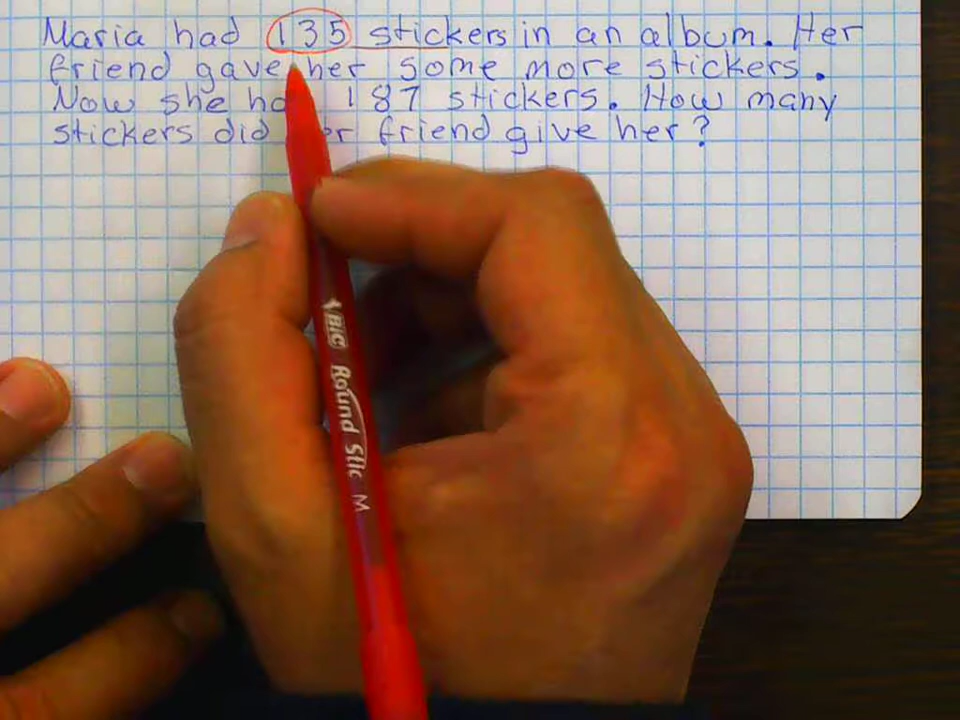 Maria had 135 stickers in an album. Her
friend gave her some more stickers.
Now she 187 stickers. How many
stickers did friend give her?
BIC Round Stic M